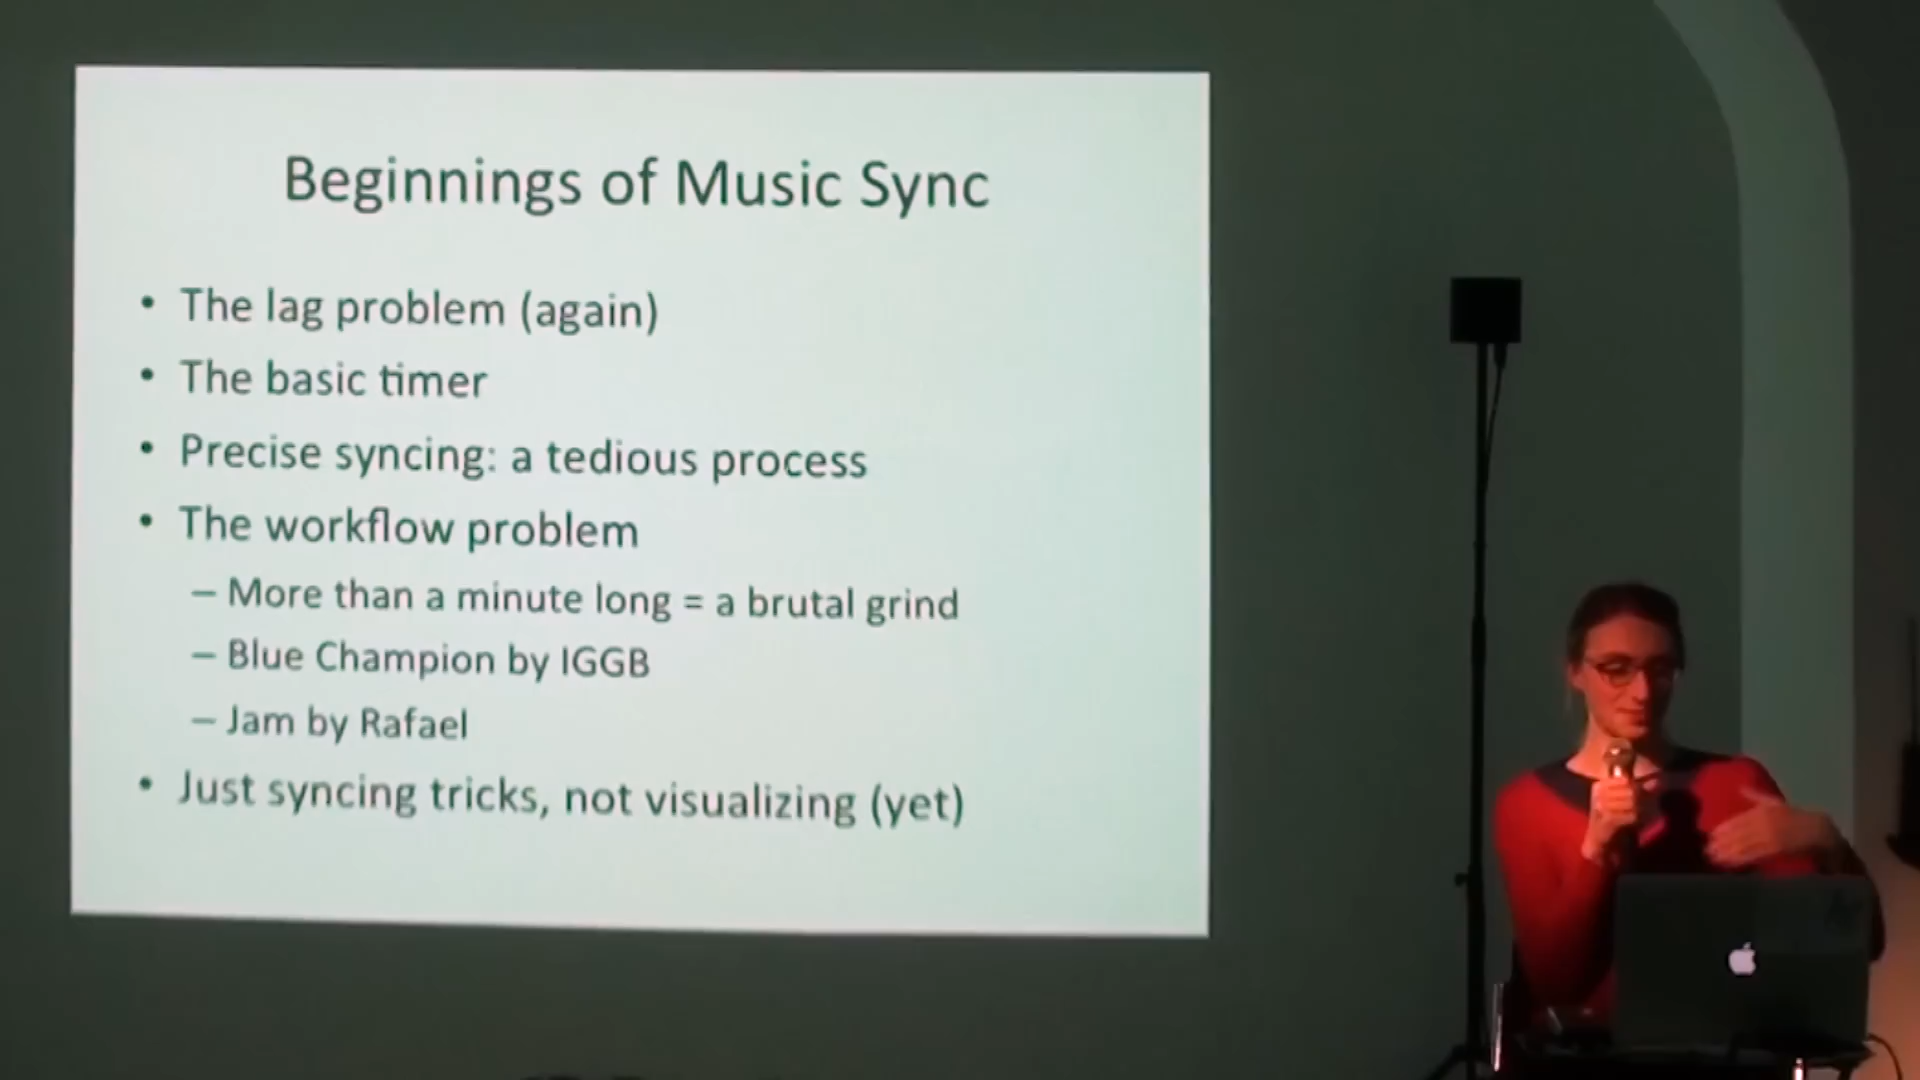 Beginnings of Music Sync
• The lag problem (again)
• The basic timer
• Precise syncing: a tedious process
• The workflow problem
– More than a minute long = a brutal grind
– Blue Champion by IGGB
– Jam by Rafael
• Just syncing tricks, not visualizing (yet)